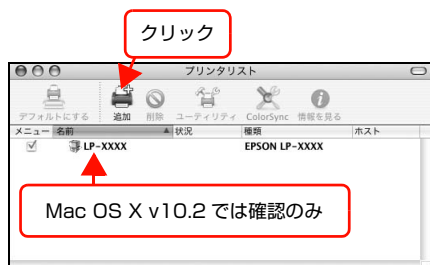 クリック
プリンタリスト
デフォルトにする 追加 削除 ユーティリティ ColorSync 情報を見る
メニュー 名前 状況 種類 ホスト
LP-XXXX EPSON LP-XXXX
Mac OS X v10.2 では確認のみ